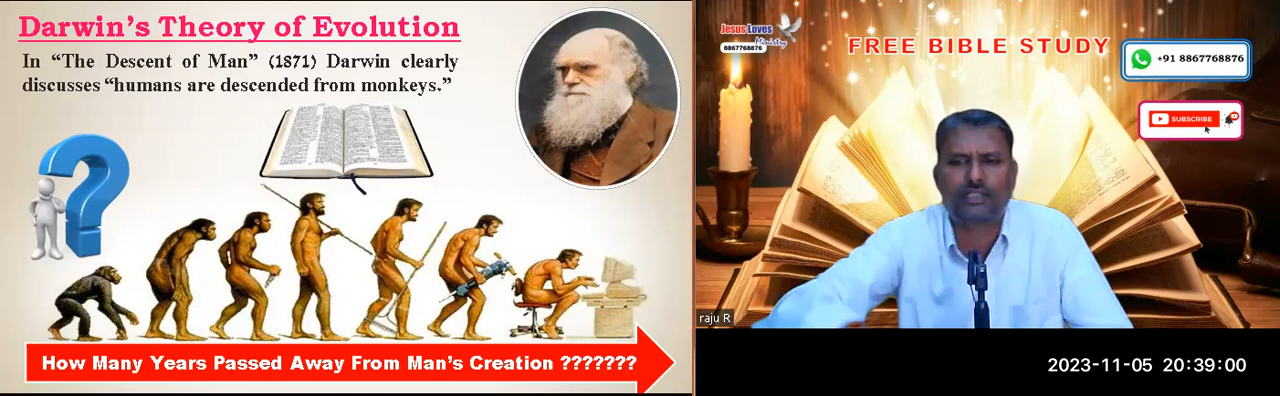 Darwin's Theory of Evolution
In “The Descent of Man” (1871) Darwin clearly
discusses “humans are descended from monkeys.”
How Many Years Passed Away From Man's Creation ???????
Jesus Loves
Ministry
8867768876
FREE BIBLE STUDY
+91 8867768876
SUBSCRIBE
raju R
2023-11-05 20:39:00